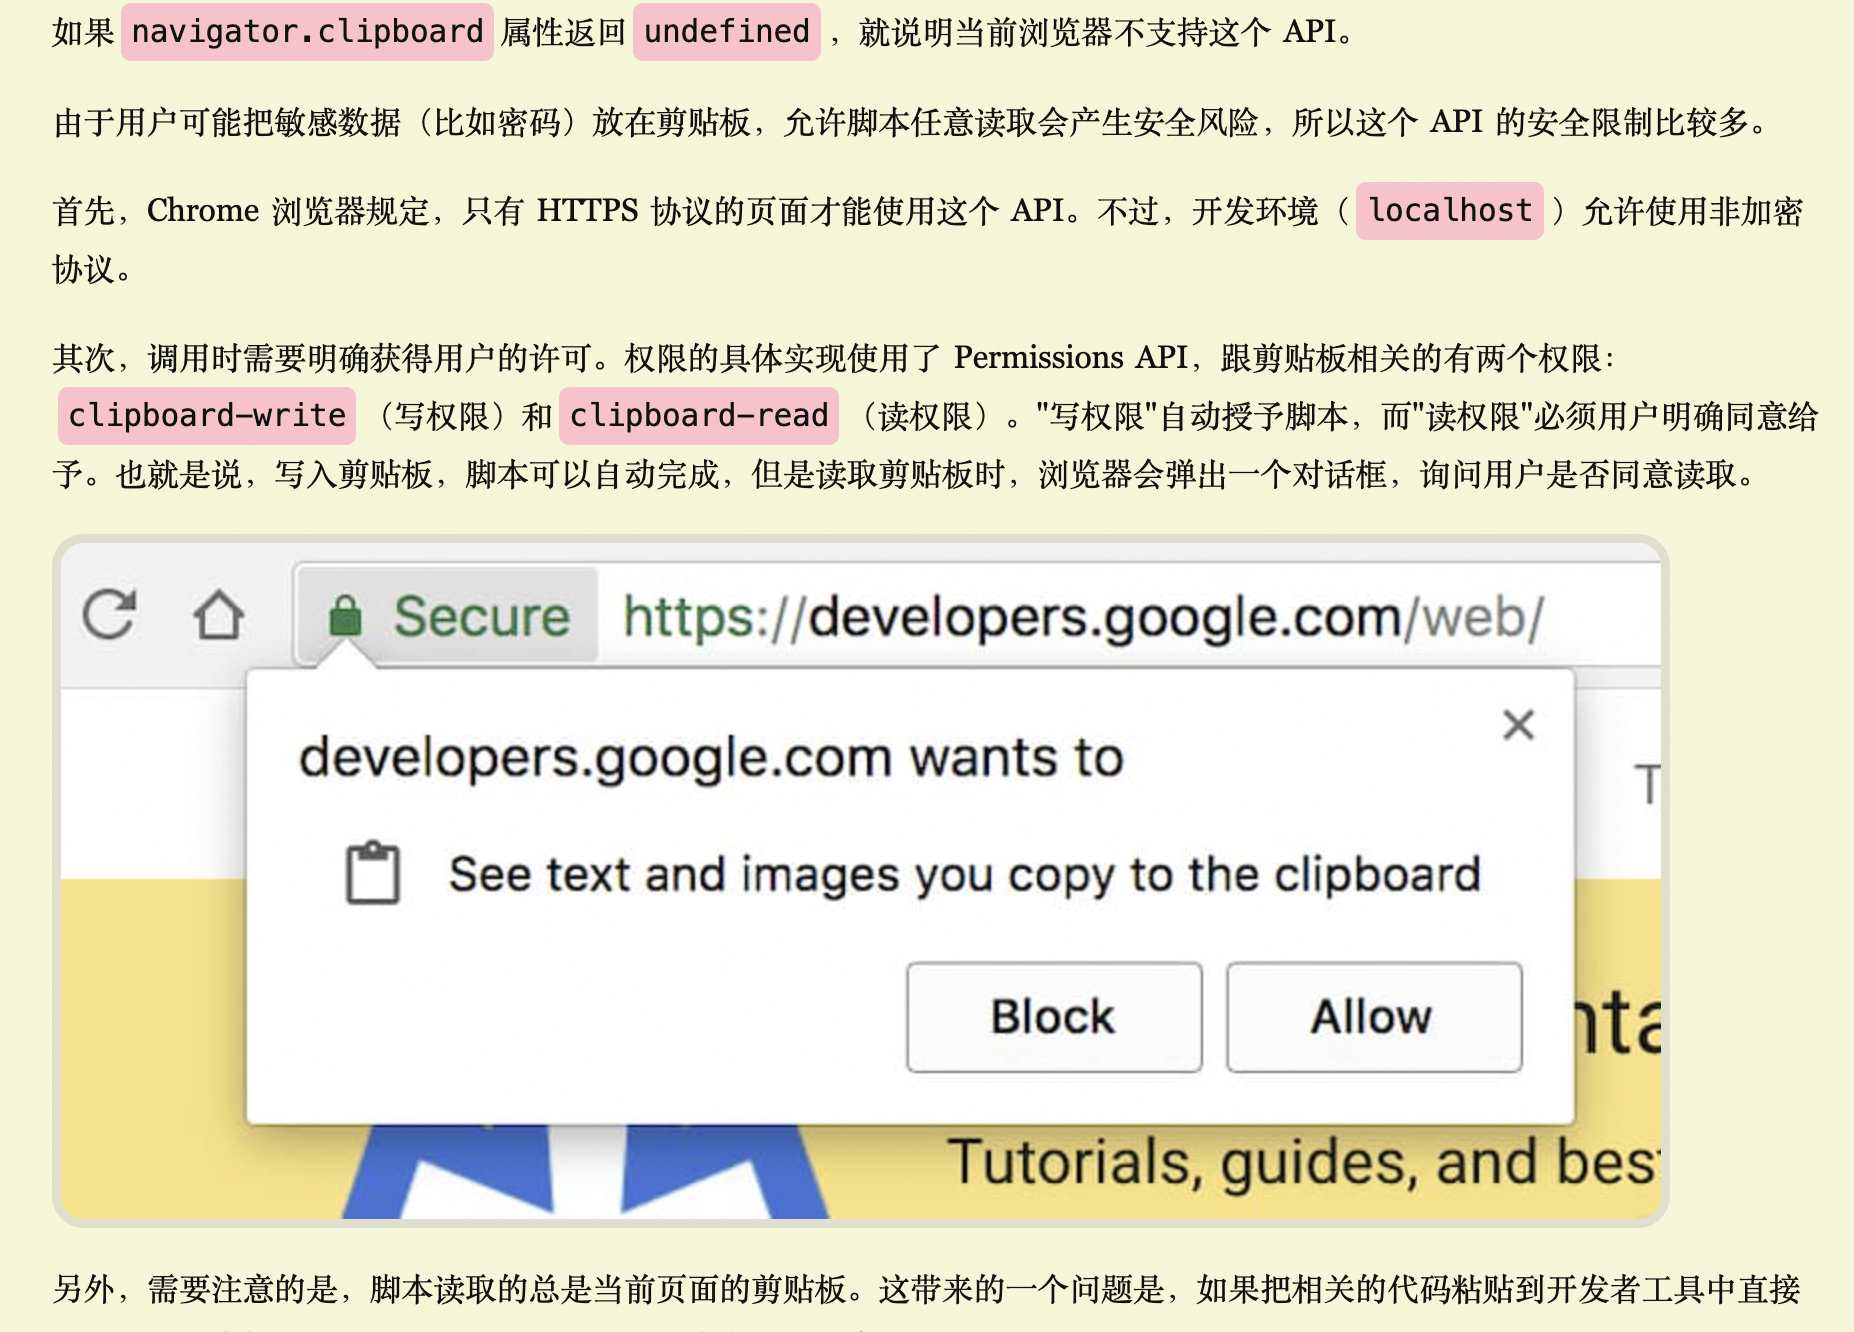 如果 navigator.clipboard 属性返回 undefined ，就说明当前浏览器不支持这个 API。
由于用户可能把敏感数据（比如密码）放在剪贴板，允许脚本任意读取会产生安全风险，所以这个 API 的安全限制比较多。
首先，Chrome 浏览器规定，只有 HTTPS 协议的页面才能使用这个 API。不过，开发环境（ localhost ）允许使用非加密
协议。
其次，调用时需要明确获得用户的许可。权限的具体实现使用了 Permissions API，跟剪贴板相关的有两个权限：
clipboard-write （写权限）和 clipboard-read （读权限）。"写权限"自动授予脚本，而"读权限"必须用户明确同意给
予。也就是说，写入剪贴板，脚本可以自动完成，但是读取剪贴板时，浏览器会弹出一个对话框，询问用户是否同意读取。
Secure https://developers.google.com/web/
developers.google.com wants to
See text and images you copy to the clipboard
Block Allow
Tutorials, guides, and bes
另外，需要注意的是，脚本读取的总是当前页面的剪贴板。这带来的一个问题是，如果把相关的代码粘贴到开发者工具中直接